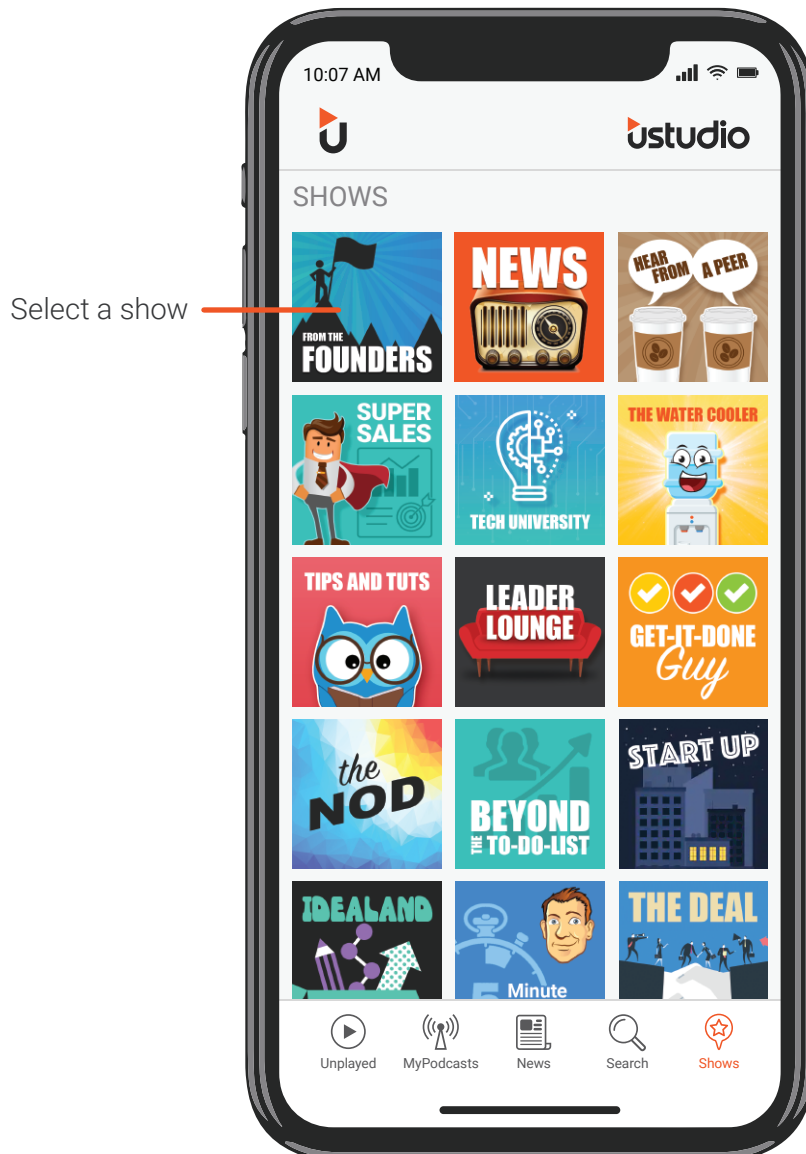 10:07 AM
ustudio
SHOWS
Select a show
FROM THE
FOUNDERS
NEWS
HEAR
FROM
A PEER
SUPER
SALES
TECH UNIVERSITY
THE WATER COOLER
TIPS AND TUTS
LEADER
LOUNGE
GET-IT-DONE
Guy
the
NOD
BEYOND
THE TO-DO-LIST
START UP
IDEALAND
5 Minute
THE DEAL
Unplayed
MyPodcasts
News
Search
Shows